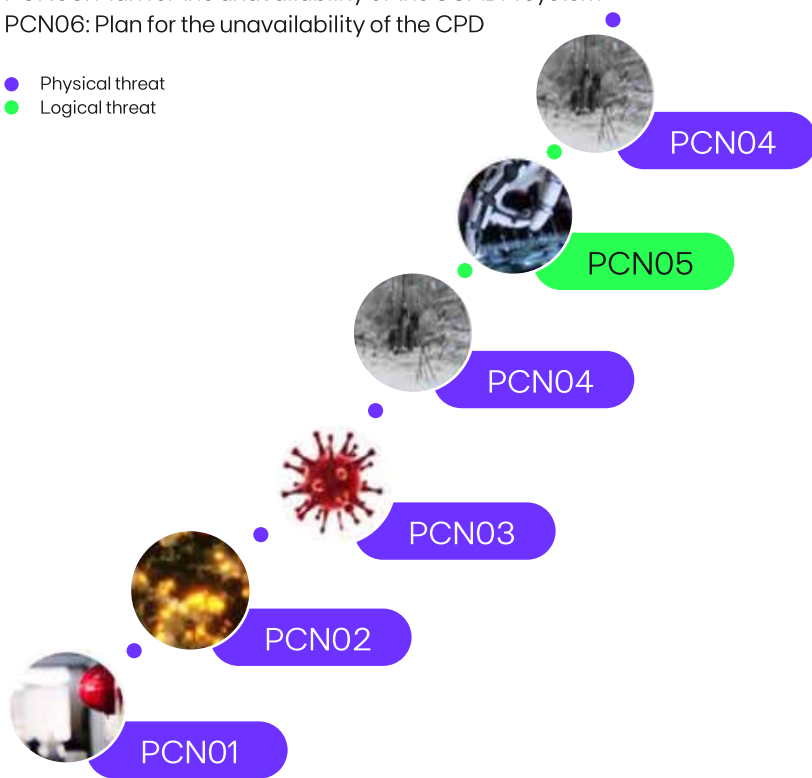 PCN06: Plan for the unavailability of the CPD
Physical threat
Logical threat
PCN04
PCN05
PCN04
PCN03
PCN02
PCN01